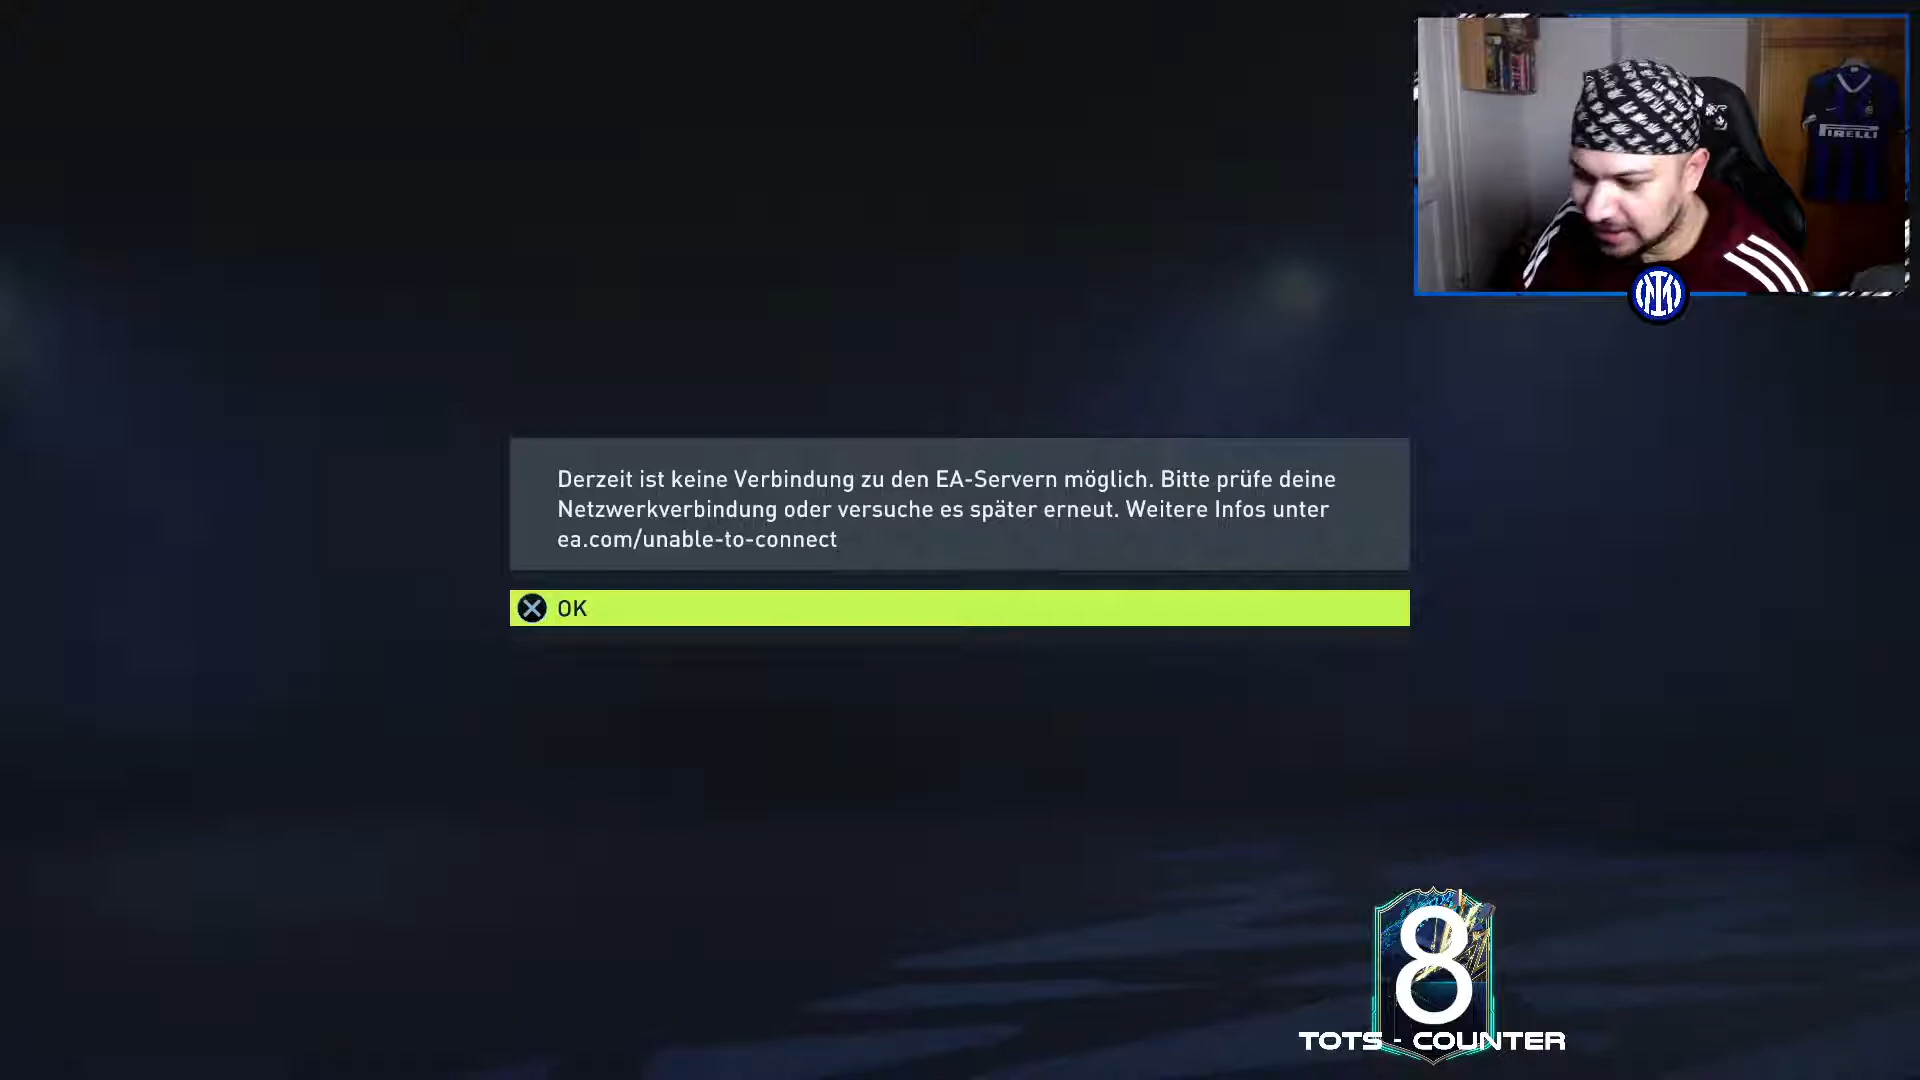 PIRELLI
Derzeit ist keine Verbindung zu den EA-Servern möglich. Bitte prüfe deine
Netzwerkverbindung oder versuche es später erneut. Weitere Infos unter
ea.com/unable-to-connect
OK
8
TOTS - COUNTER